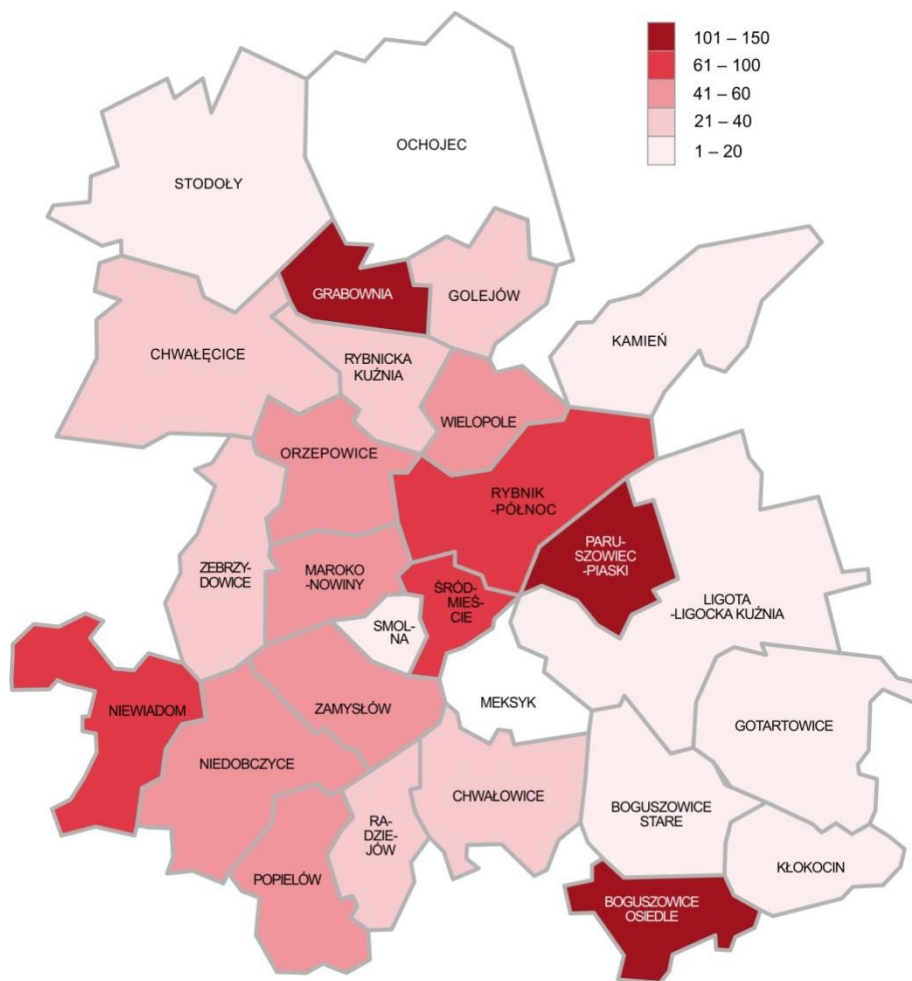 101 – 150
61 – 100
41 – 60
21 – 40
1 – 20
OCHOJEC
STODOŁY
GRABOWNIA
GOLEJÓW
KAMIEŃ
CHWAŁĘCICE
RYBNICKA
KUŹNIA
WIELOPOLE
ORZEPOWICE
RYBNIK
-PÓŁNOC
PARU-
SZOWIEC
-PIASKI
ZEBRZY-
DOWICE
MAROKO
-NOWINY
ŚRÓD-
MIEŚ-
CIE
LIGOTA
-LIGOCKA KUŹNIA
SMOL-
NA
NIEWIADOM
ZAMYSŁÓW
MEKSYK
GOTARTOWICE
NIEDOBCZYCE
CHWAŁOWICE
BOGUSZOWICE
STARE
RA-
DZIE-
JÓW
KŁOKOCIN
POPIELÓW
BOGUSZOWICE
OSIEDLE